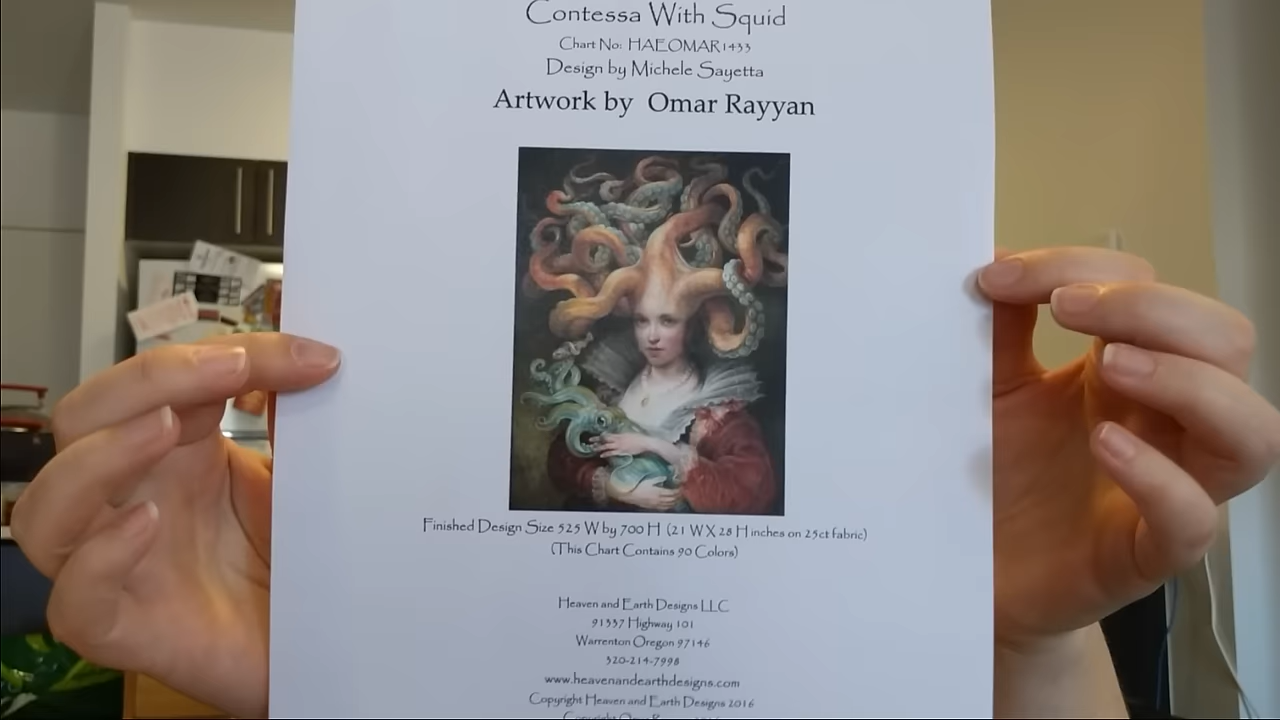 Contessa With Squid
Chart No: HAEOMAR1433
Design by Michele Sayetta
Artwork by Omar Rayyan
Finished Design Size 525 W by 700 H (21 W X 28 H inches on 25ct fabric)
(This Chart Contains 90 Colors)
Heaven and Earth Designs LLC
91337 Highway 101
Warrenton Oregon 97146
320-214-7998
www.heavenandearthdesigns.com
Copyright Heaven and Earth Designs 2016